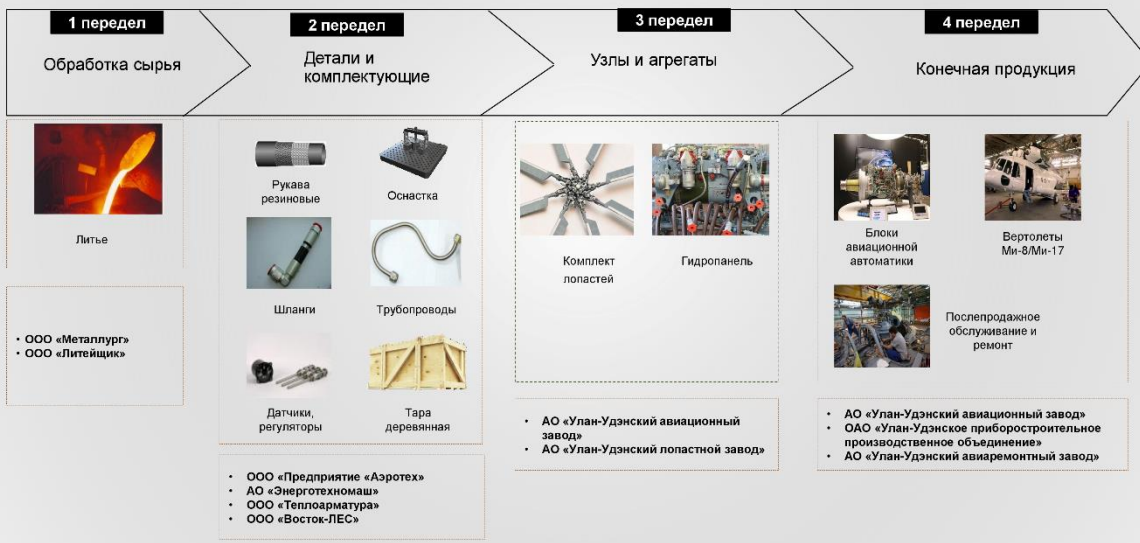 1 передел
Обработка сырья
2 передел
Детали и
комплектующие
3 передел
Узлы и агрегаты
4 передел
Конечная продукция
Литье
• ООО «Металлург»
• ООО «Литейщик»
Рукава
резиновые
Оснастка
Шланги
Трубопроводы
Датчики,
регуляторы
Тара
деревянная
• ООО «Предприятие «Аэротех»
• АО «Энерготехномаш»
• ООО «Теплоарматура»
• ООО «Восток-ЛЕС»
Комплект
лопастей
Гидропанель
• АО «Улан-Удэнский авиационный
завод»
• АО «Улан-Удэнский лопастной завод»
Блоки
авиационной
автоматики
Вертолеты
Ми-8/Ми-17
Послепродажное
обслуживание и
ремонт
• АО «Улан-Удэнский авиационный завод»
• ОАО «Улан-Удэнское приборостроительное
производственное объединение»
• АО «Улан-Удэнский авиаремонтный завод»